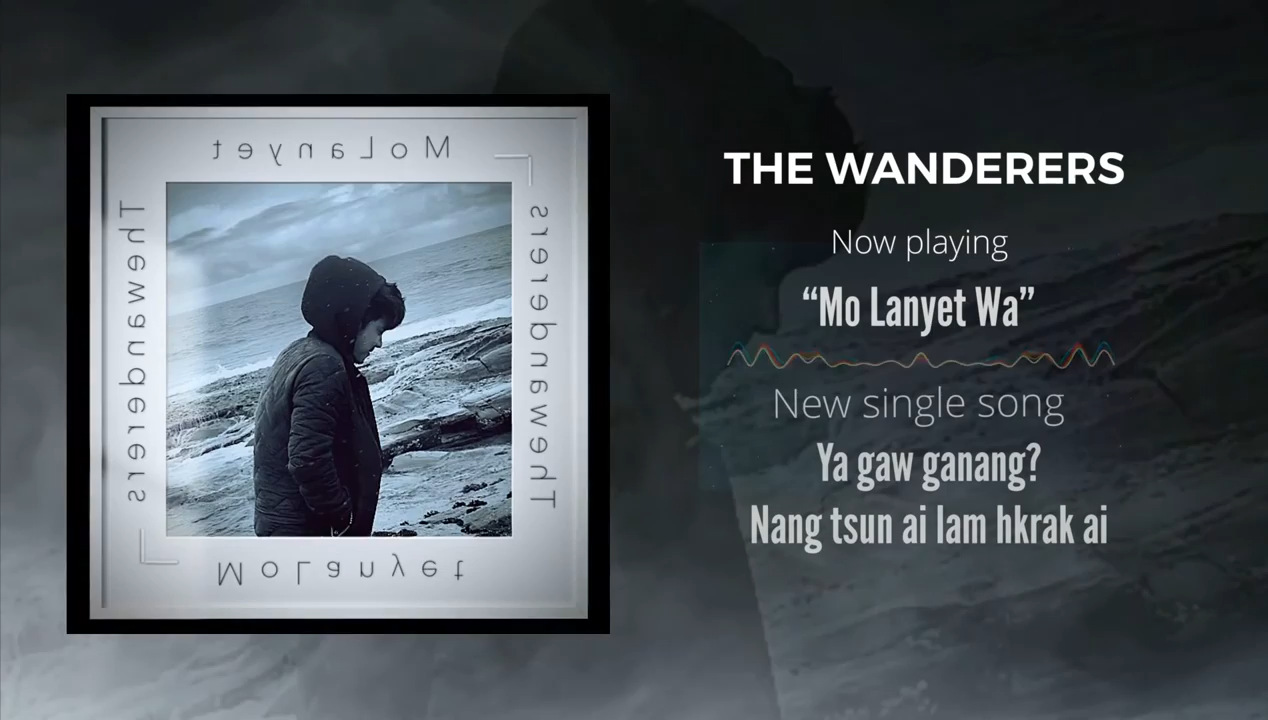 MoLanyet
Thewanderers
Thewanderers
MoLanyet
THE WANDERERS
Now playing
“Mo Lanyet Wa”
New single song
Ya gaw ganang?
Nang tsun ai lam hkrak ai